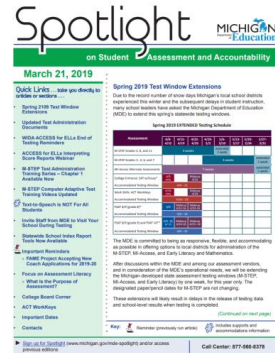 Spotlight
MICHIGAN
Department of
Education
on Student Assessment and Accountability
March 21, 2019
Quick Links . . . take you directly to
articles or sections . . .
Spring 2109 Test Window
Extensions
Updated Test Administration
Documents
WIDA ACCESS for ELLs End of
Testing Reminders
ACCESS for ELLs Interpreting
Score Reports Webinar
M-STEP Test Administration
Training Series – Chapter 1
Available Now
M-STEP Computer Adaptive Test
Training Videos Updated
Text-to-Speech is NOT For All
Students
Invite Staff from MDE to Visit Your
School During Testing
Statewide School Index Report
Tools Now Available
Important Reminders
- FAME Project Accepting New
Coach Applications for 2019-20
Focus on Assessment Literacy
- What Is the Purpose of
Assessment?
College Board Corner
ACT WorkKeys
Important Dates
Contacts
Spring 2019 Test Window Extensions
Due to the record number of snow days Michigan's local school districts
experienced this winter and the subsequent delays in student instruction,
many school leaders have asked the Michigan Department of Education
(MDE) to extend this spring's statewide testing windows.
Spring 2019 EXTENDED Testing Schedule
Assessment
The MDE is committed to being as responsive, flexible, and accommodating
as possible in offering options to local districts for administration of the
M-STEP, MI-Access, and Early Literacy and Mathematics.
After discussions within the MDE and among our assessment vendors,
and in consideration of the MDE's operational needs, we will be extending
the Michigan-developed state assessment testing windows (M-STEP,
MI-Access, and Early Literacy) by one week, for this year only. The
designated paper/pencil dates for M-STEP are not changing.
These extensions will likely result in delays in the release of testing data
and school-level results when testing is completed.
(Continued on next page)
Key:
Reminder (previously run article)
Includes supports and
accommodations information
Sign up for Spotlight (www.michigan.gov/mde-spotlight) and/or access
previous editions
Call Center: 877-560-8378